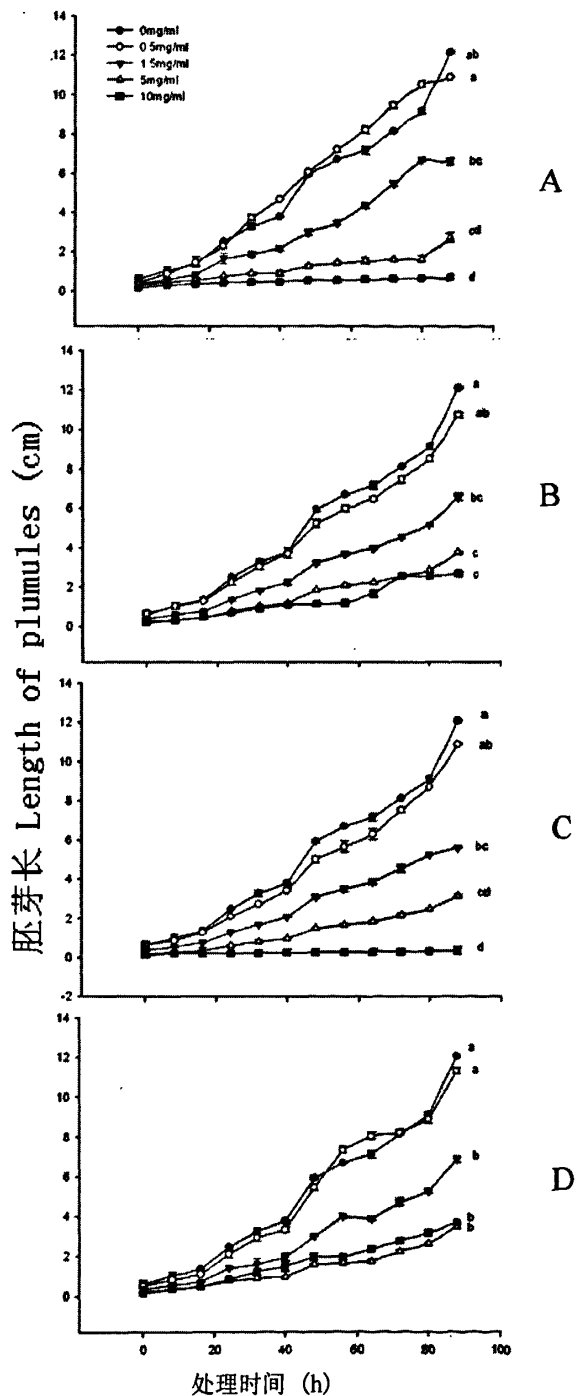 14
12
10
8
6
4
2
0
0mg/ml
0.5mg/ml
1.5mg/ml
5mg/ml
10mg/ml
ab
a
bc
cd
d
A
14
12
10
8
6
4
2
0
a
ab
bc
c
c
B
14
12
10
8
6
4
2
0
-2
a
ab
bc
cd
d
C
14
12
10
8
6
4
2
0
a
a
b
b
b
D
0 20 40 60 80 100
胚芽长 Length of plumules (cm)
处理时间 (h)